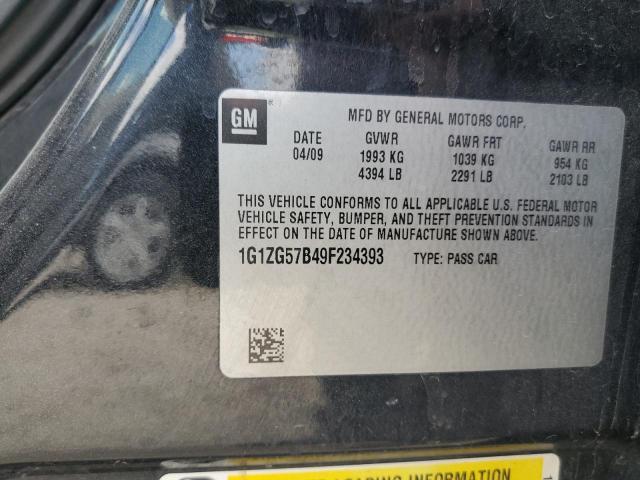 GM
MFD BY GENERAL MOTORS CORP.
DATE GVWR GAWR FRT GAWR RR
04/09 1993 KG 1039 KG 954 KG
4394 LB 2291 LB 2103 LB
THIS VEHICLE CONFORMS TO ALL APPLICABLE U.S. FEDERAL MOTOR
VEHICLE SAFETY, BUMPER, AND THEFT PREVENTION STANDARDS IN
EFFECT ON THE DATE OF MANUFACTURE SHOWN ABOVE.
1G1ZG57B49F234393 TYPE: PASS CAR
LOADING INFORMATION